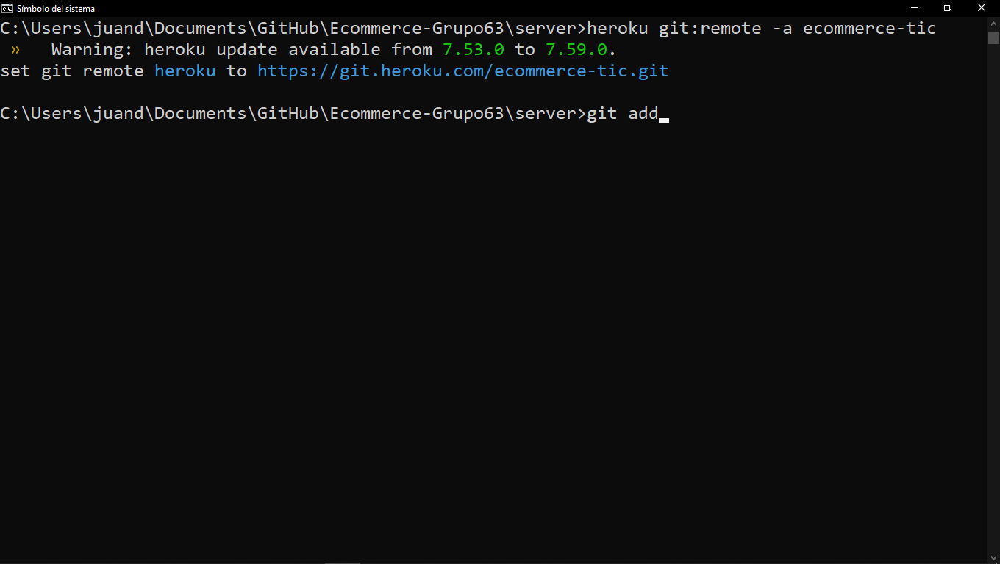 Símbolo del sistema
C:\Users\juand\Documents\GitHub\Ecommerce-Grupo63\server>heroku git:remote -a ecommerce-tic
» Warning: heroku update available from 7.53.0 to 7.59.0.
set git remote heroku to https://git.heroku.com/ecommerce-tic.git
C:\Users\juand\Documents\GitHub\Ecommerce-Grupo63\server>git add